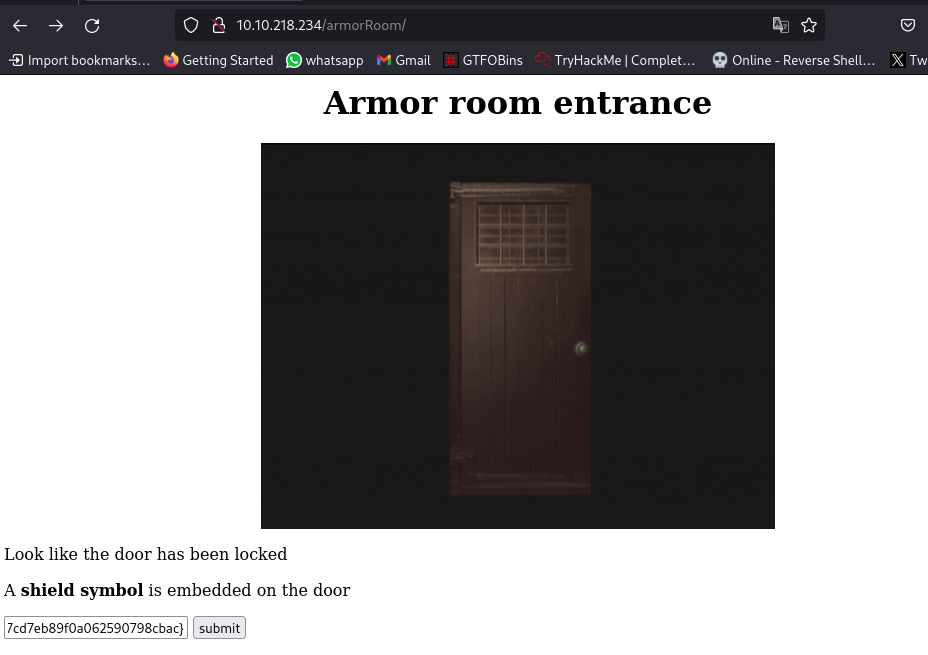 10.10.218.234/armorRoom/
Import bookmarks... Getting Started whatsapp Gmail GTFOBins TryHackMe | Complet... Online - Reverse Shell... Tw
Armor room entrance
Look like the door has been locked
A shield symbol is embedded on the door
7cd7eb89f0a062590798cbac} submit